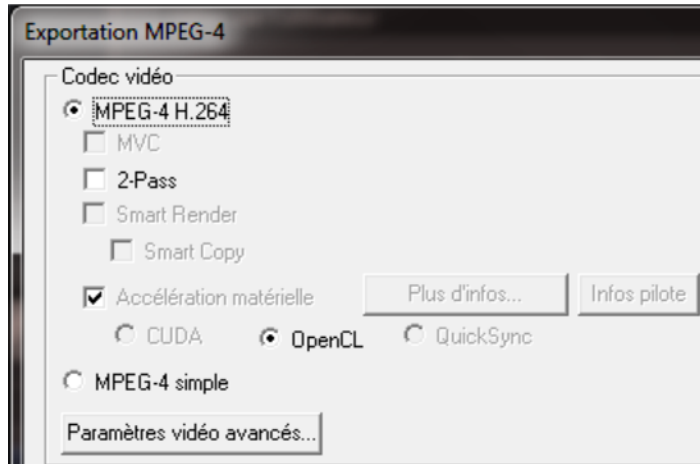 Exportation MPEG-4
Codec vidéo
MPEG-4 H.264
MVC
2-Pass
Smart Render
Smart Copy
Accélération matérielle Plus d'infos... Infos pilote
CUDA OpenCL QuickSync
MPEG-4 simple
Paramètres vidéo avancés...